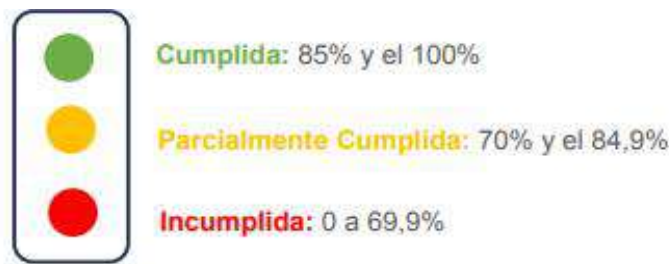 Cumplida: 85% y el 100%
Parcialmente Cumplida: 70% y el 84,9%
Incumplida: 0 a 69,9%